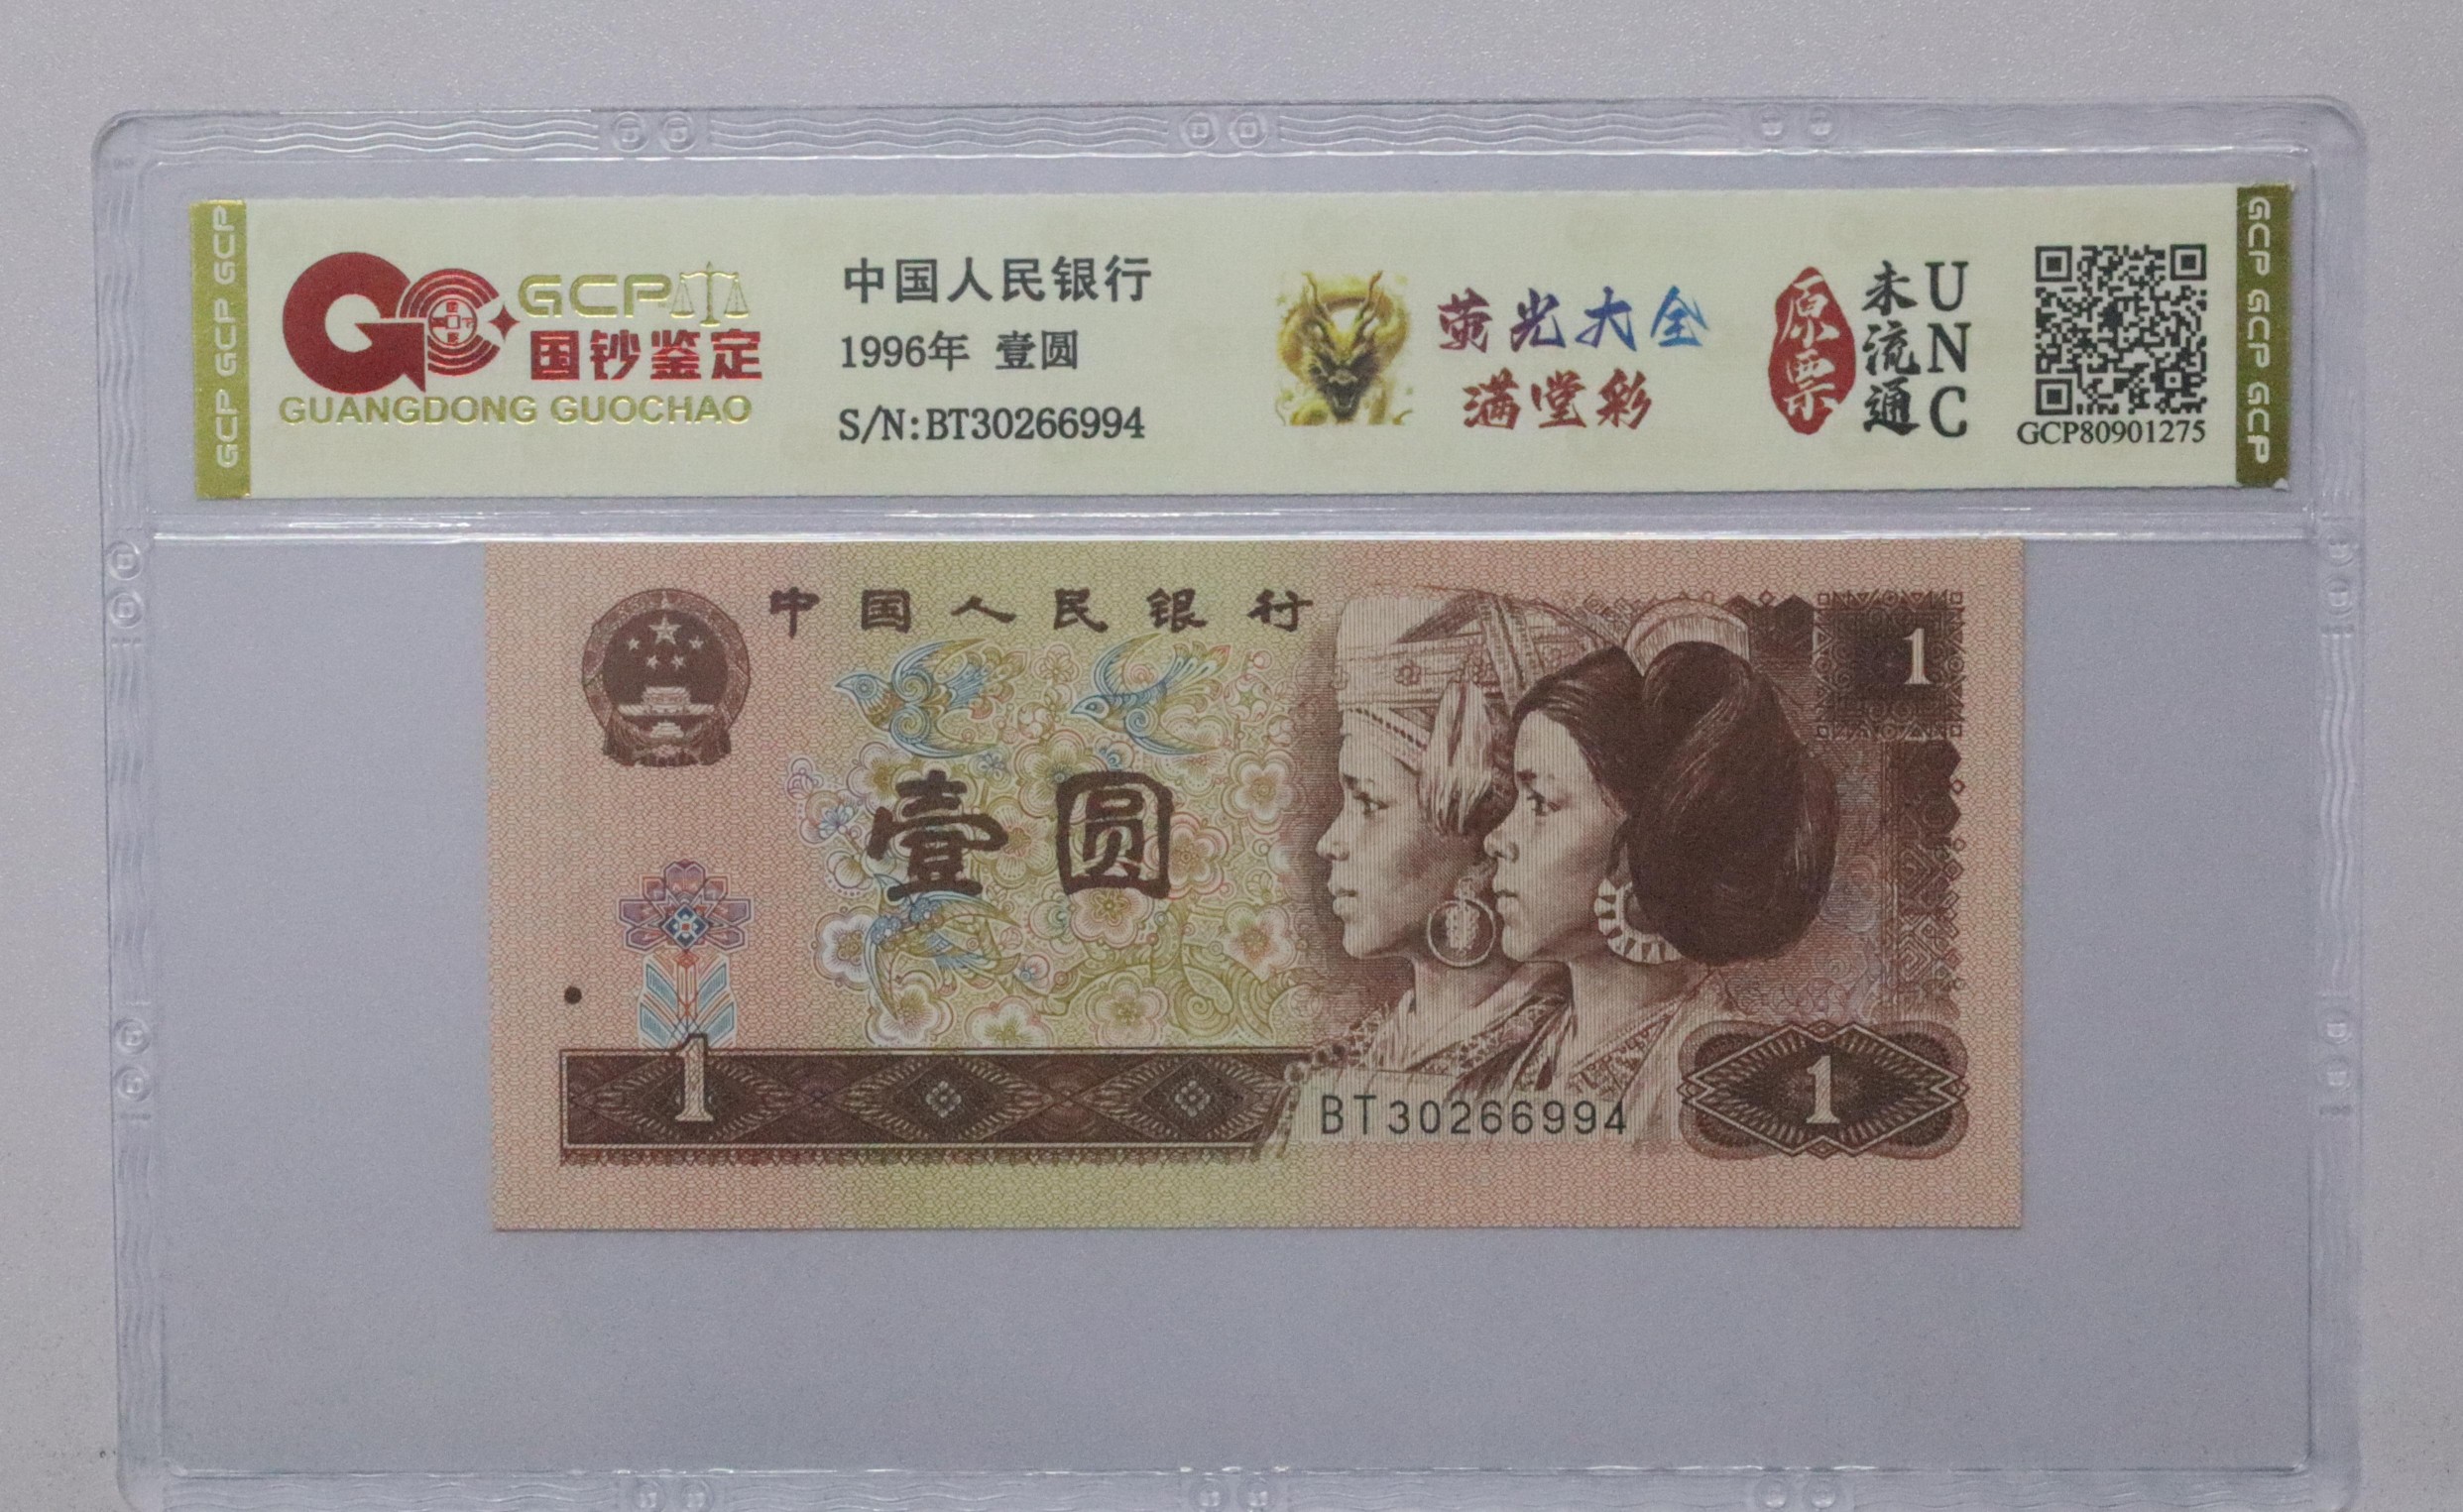 GCP GCP GCP
GCP
国钞鉴定
GUANGDONG GUOCHAO
中国人民银行
1996年 壹圆
S/N:BT30266994
荧光大全
满堂彩
原票
未流通
UNC
GCP80901275
GCP GCP GCP
中国人民银行
1
壹圆
1
BT30266994
1